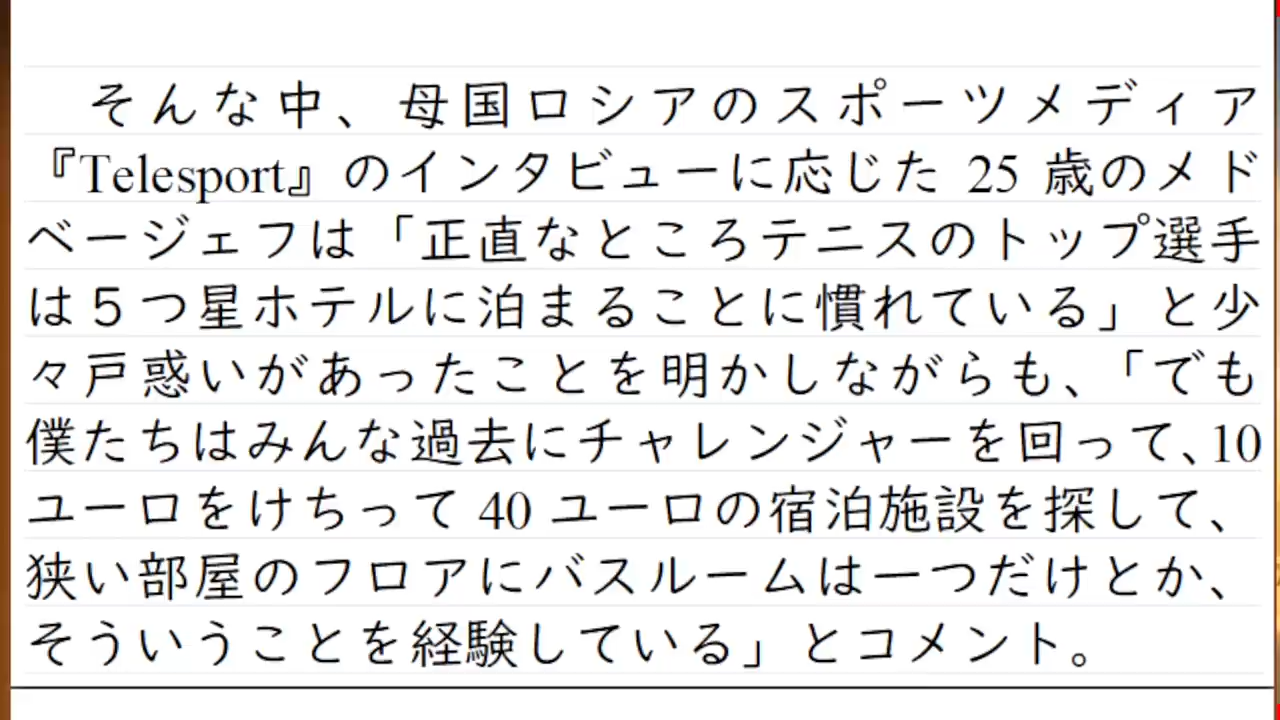 そんな中、母国ロシアのスポーツメディア
『Telesport』のインタビューに応じた 25 歳のメド
ベージェフは「正直なところテニスのトップ選手
は５つ星ホテルに泊まることに慣れている」と少
々戸惑いがあったことを明かしながらも、「でも
僕たちはみんな過去にチャレンジャーを回って、10
ユーロをけちって 40 ユーロの宿泊施設を探して、
狭い部屋のフロアにバスルームは一つだけとか、
そういうことを経験している」とコメント。